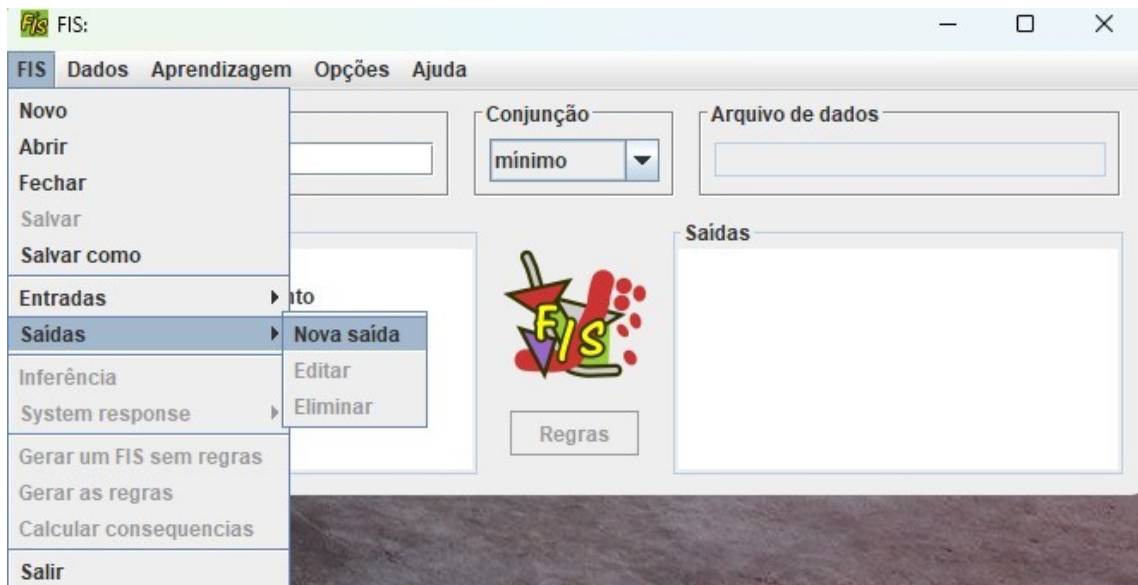 Fis FIS:
FIS Dados Aprendizagem Opções Ajuda
Novo
Abrir
Fechar
Salvar
Salvar como
Entradas
Saídas
Inferência
System response
Gerar um FIS sem regras
Gerar as regras
Calcular consequencias
Salir
Nova saída
Editar
Eliminar
Conjunção
mínimo
Arquivo de dados
FIS
Regras
Saídas